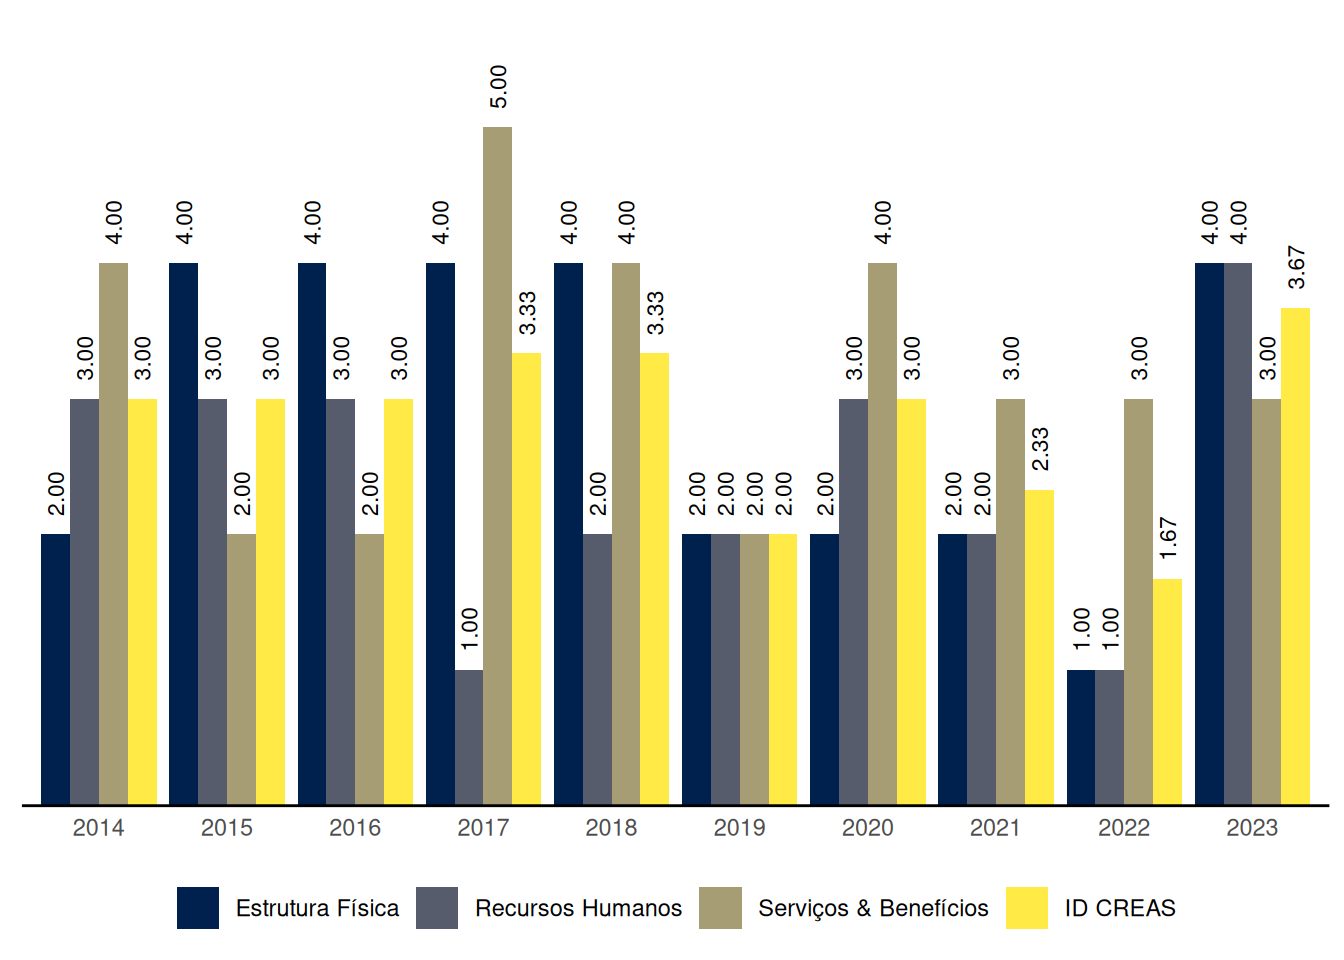 5.00
4.00 4.00 4.00 4.00 4.00 4.00 4.00 4.00 4.00
3.67
3.33 3.33
3.00 3.00 3.00 3.00 3.00 3.00 3.00 3.00 3.00 3.00 3.00
2.33
2.00 2.00 2.00 2.00 2.00 2.00 2.00 2.00 2.00 2.00 2.00
1.67
1.00 1.00 1.00
2014 2015 2016 2017 2018 2019 2020 2021 2022 2023
Estrutura Física Recursos Humanos Serviços & Benefícios ID CREAS